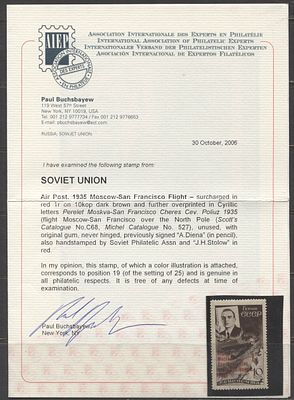 ASSOCIATION INTERNATIONALE DES EXPERTS EN PHILATÉLIE
INTERNATIONAL ASSOCIATION OF PHILATELIC EXPERTS
INTERNATIONALER VERBAND DER PHILATELISTISCHEN EXPERTEN
ASOCIACIÓN INTERNACIONAL DE EXPERTOS FILATÉLICOS
AIEP
Paul Buchsbayew
119 West 57th Street
New York, NY 10019, USA
Tel. 001 212 9777734 / Fax 001 212 9776653
E-mail: pbuchsbayew@aol.com
RUSSIA; SOVIET UNION
30 October, 2006
I have examined the following stamp from:
SOVIET UNION
Air Post. 1935 Moscow-San Francisco Flight – surcharged in
red 1r on 10kop dark brown and further overprinted in Cyrillic
letters Perelet Moskva-San Francisco Cheres Cev. Poliuz 1935
(flight Moscow-San Francisco over the North Pole (Scott's
Catalogue No.C68, Michel Catalogue No. 527), unused, with
original gum, never hinged, previously signed "A.Diena" (in pencil),
also handstamped by Soviet Philatelic Assn and "J.H.Stolow" in
red.
In my opinion, this stamp, of which a color illustration is attached,
corresponds to position 19 (of the setting of 25) and is genuine in
all philatelic respects. It is free of any defects at time of
examination.
Paul Buchsbayew
New York, NY
СССР
10